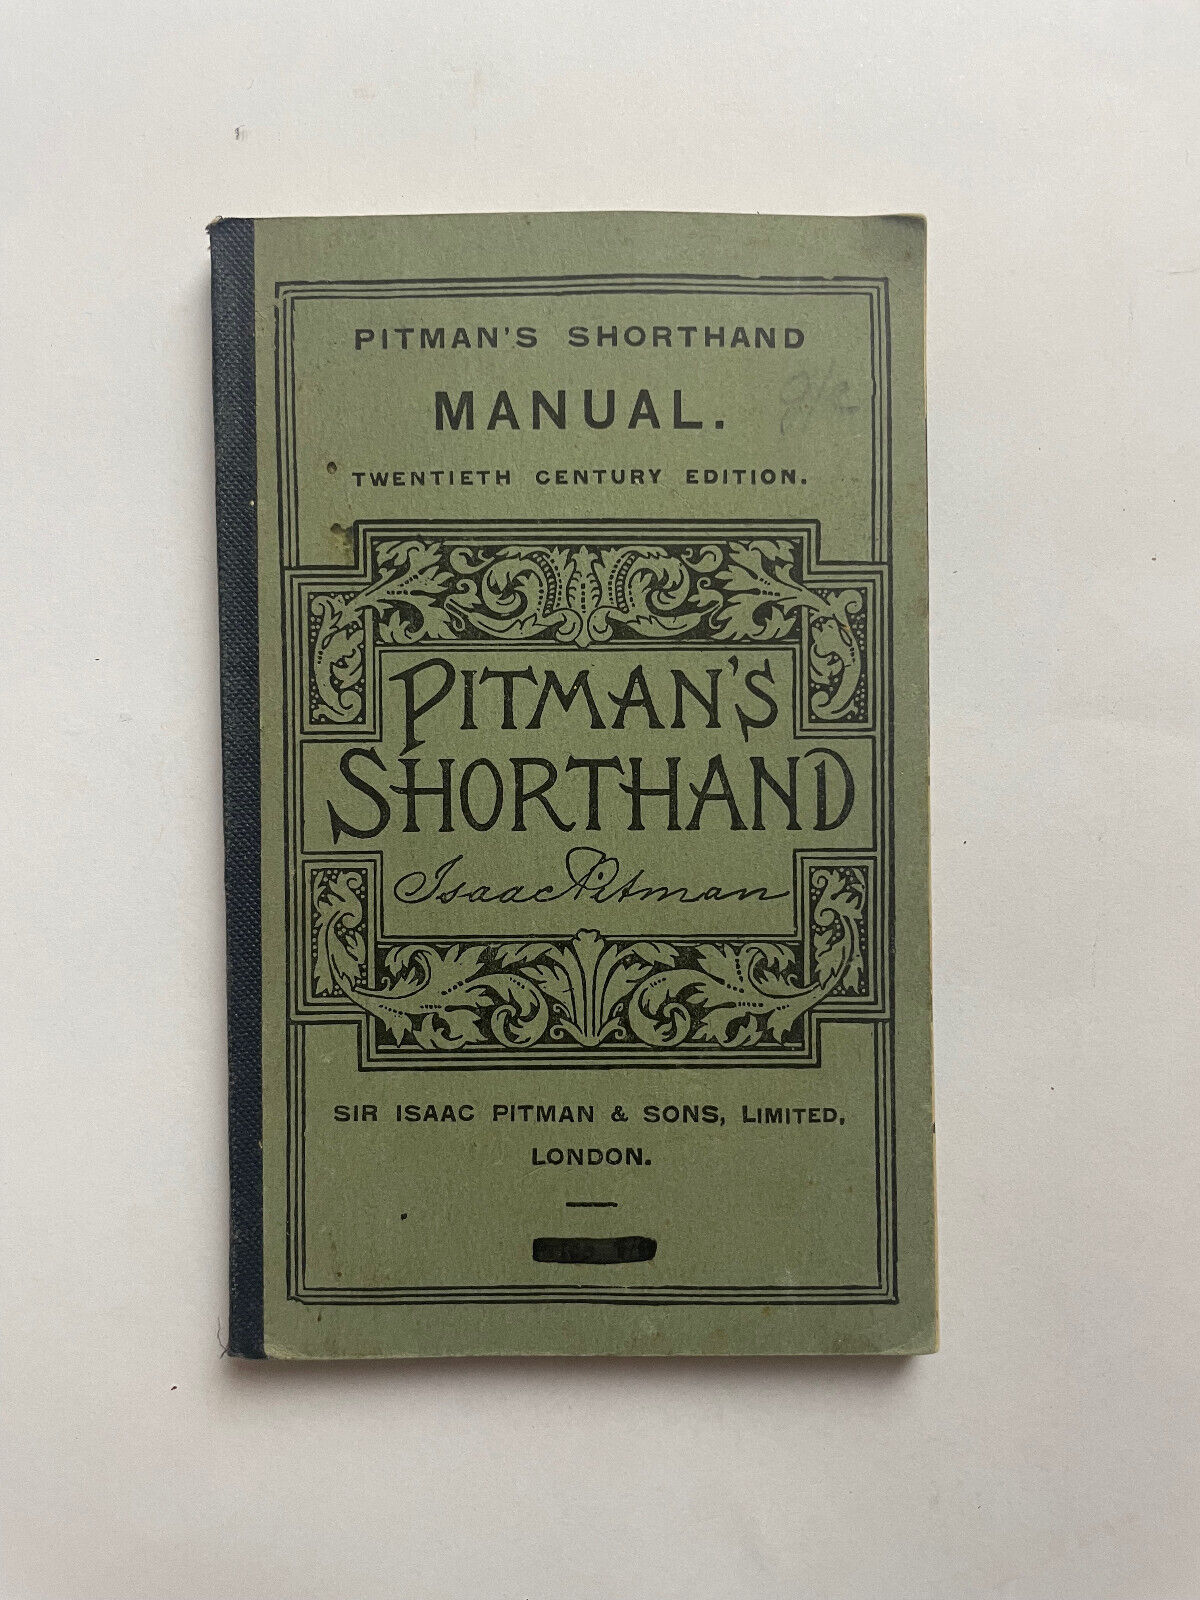 PITMAN'S SHORTHAND
MANUAL.
TWENTIETH CENTURY EDITION.
PITMAN'S
SHORTHAND
Isaac Pitman
SIR ISAAC PITMAN & SONS, LIMITED,
LONDON.